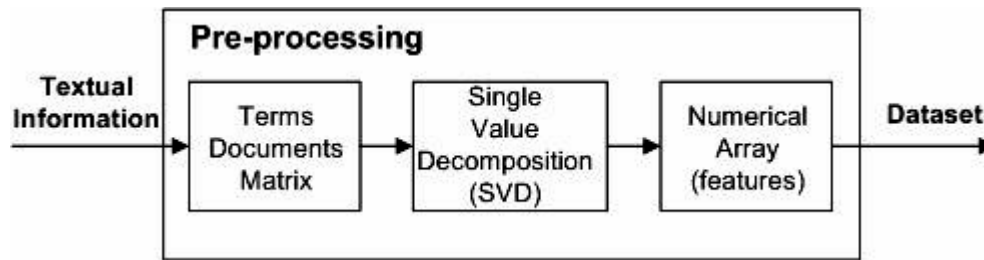 Pre-processing
Textual
Information
Terms
Documents
Matrix
Single
Value
Decomposition
(SVD)
Numerical
Array
(features)
Dataset